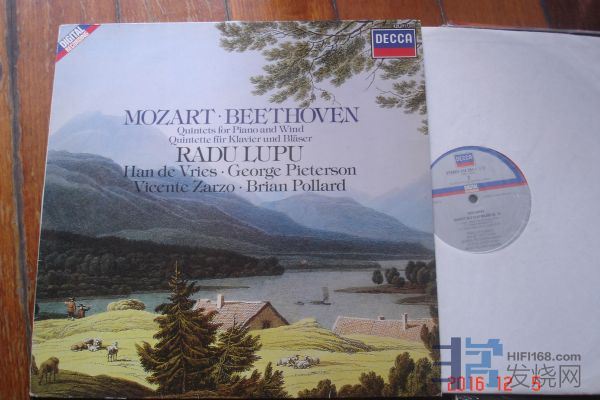 DIGITAL
RECORDING
DECCA
MOZART · BEETHOVEN
Quintets for Piano and Wind
Quintette für Klavier und Bläser
RADU LUPU
Han de Vries · George Pieterson
Vicente Zarzo · Brian Pollard
HIFI168.com
发烧网
2016 12 5